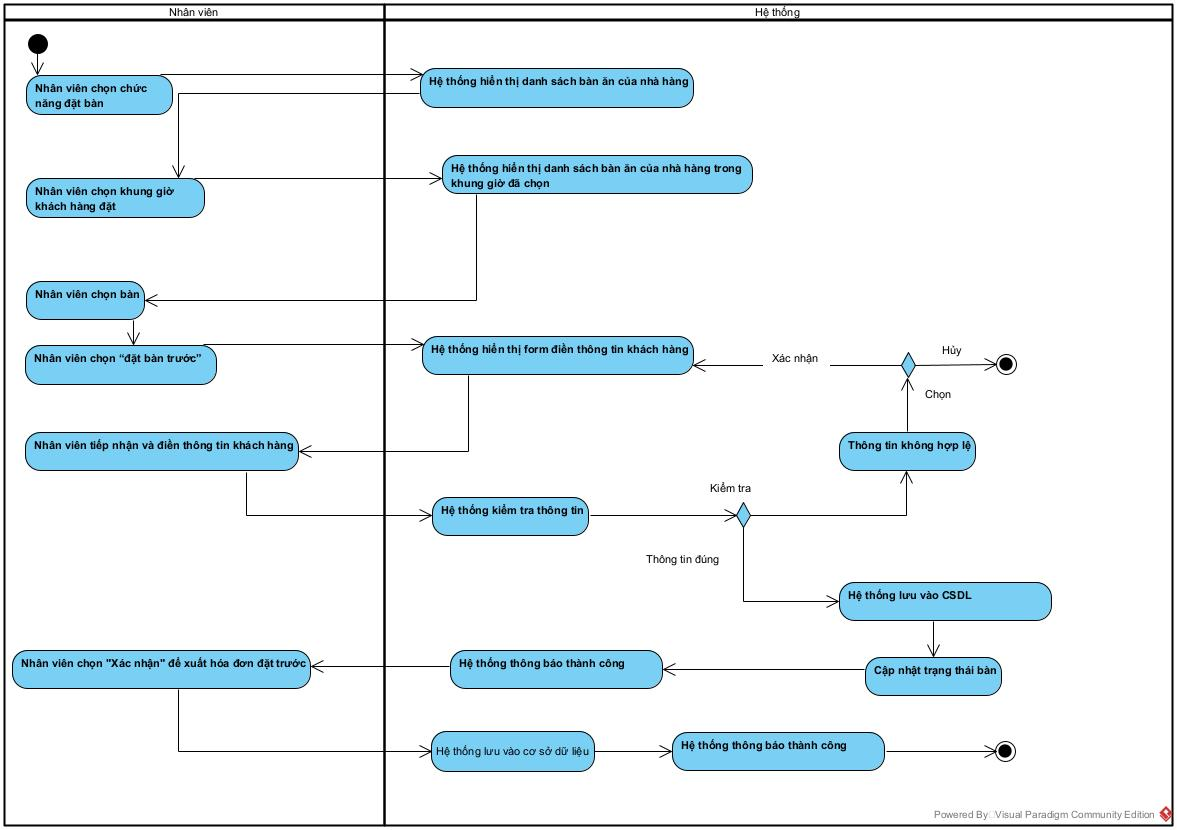 Nhân viên
Hệ thống
Nhân viên chọn chức
năng đặt bàn
Hệ thống hiển thị danh sách bàn ăn của nhà hàng
Nhân viên chọn khung giờ
khách hàng đặt
Hệ thống hiển thị danh sách bàn ăn của nhà hàng trong
khung giờ đã chọn
Nhân viên chọn bàn
Nhân viên chọn “đặt bàn trước”
Hệ thống hiển thị form điền thông tin khách hàng
Xác nhận
Hủy
Chọn
Nhân viên tiếp nhận và điền thông tin khách hàng
Thông tin không hợp lệ
Hệ thống kiểm tra thông tin
Kiểm tra
Thông tin đúng
Hệ thống lưu vào CSDL
Nhân viên chọn "Xác nhận" để xuất hóa đơn đặt trước
Hệ thống thông báo thành công
Cập nhật trạng thái bàn
Hệ thống lưu vào cơ sở dữ liệu
Hệ thống thông báo thành công
Powered By Visual Paradigm Community Edition